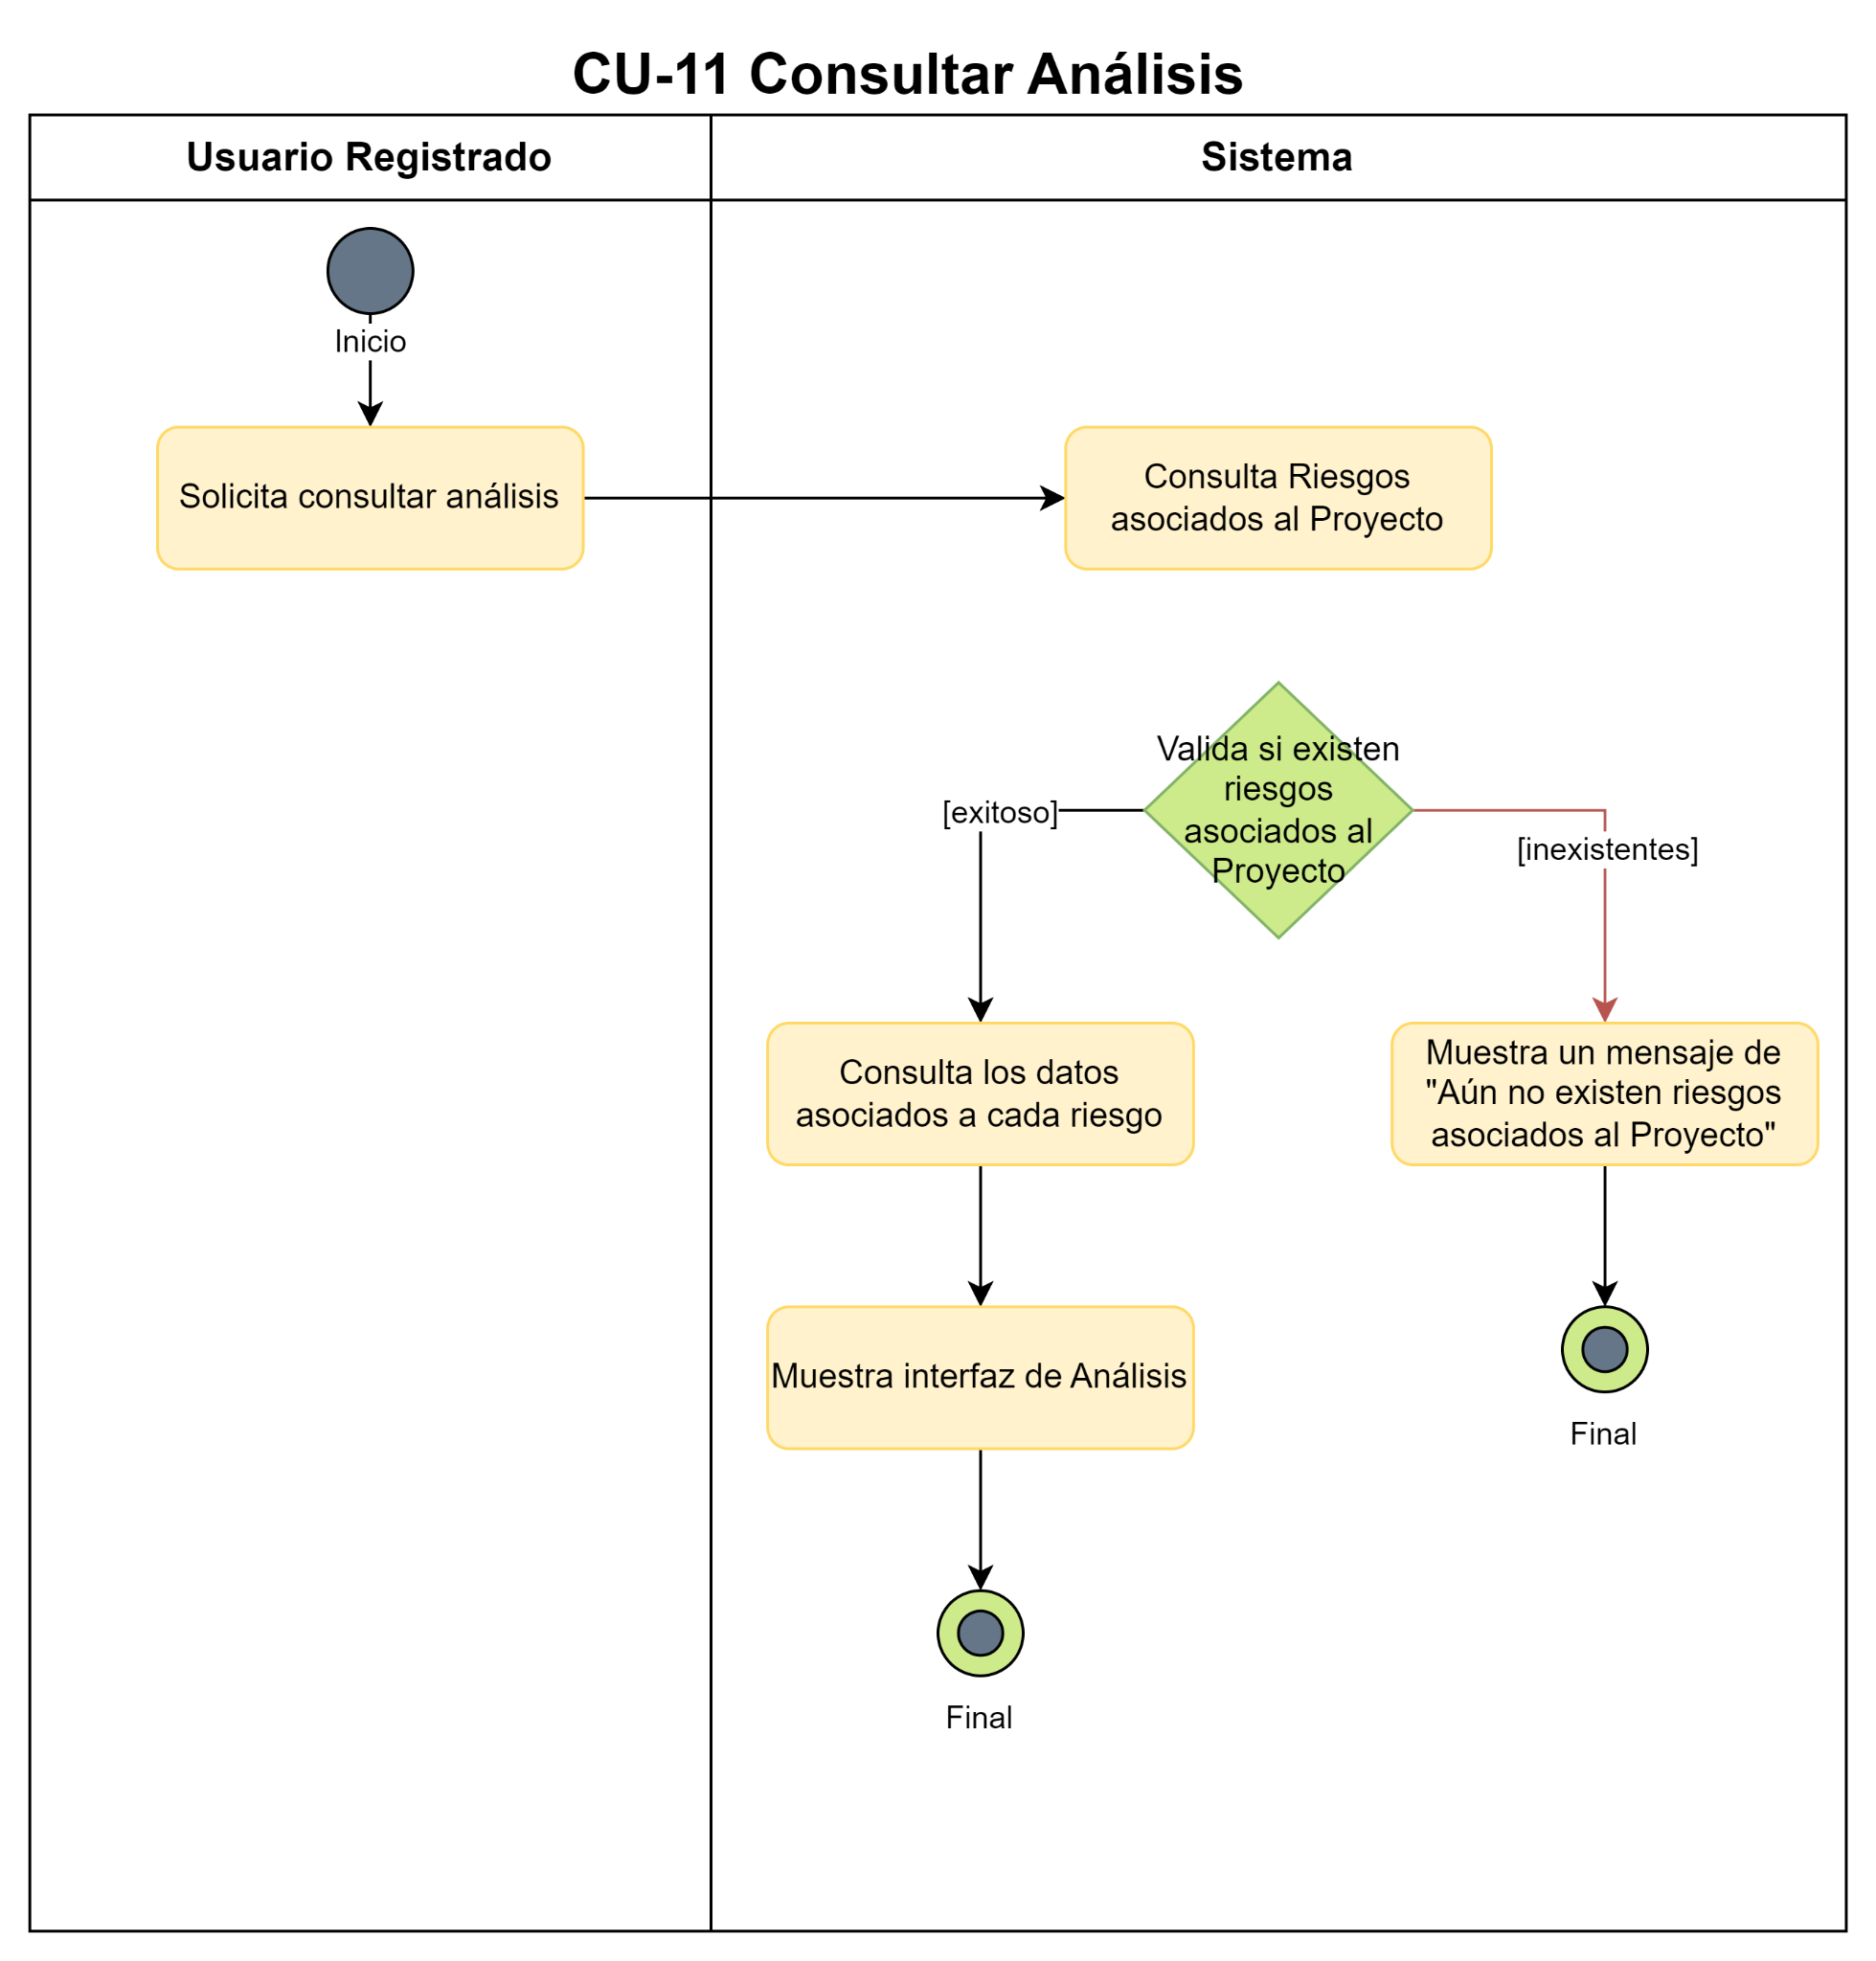 CU-11 Consultar Análisis
Usuario Registrado
Sistema
Inicio
Solicita consultar análisis
Consulta Riesgos
asociados al Proyecto
Valida si existen
riesgos
asociados al
Proyecto
[exitoso]
[inexistentes]
Consulta los datos
asociados a cada riesgo
Muestra un mensaje de
"Aún no existen riesgos
asociados al Proyecto"
Muestra interfaz de Análisis
Final
Final